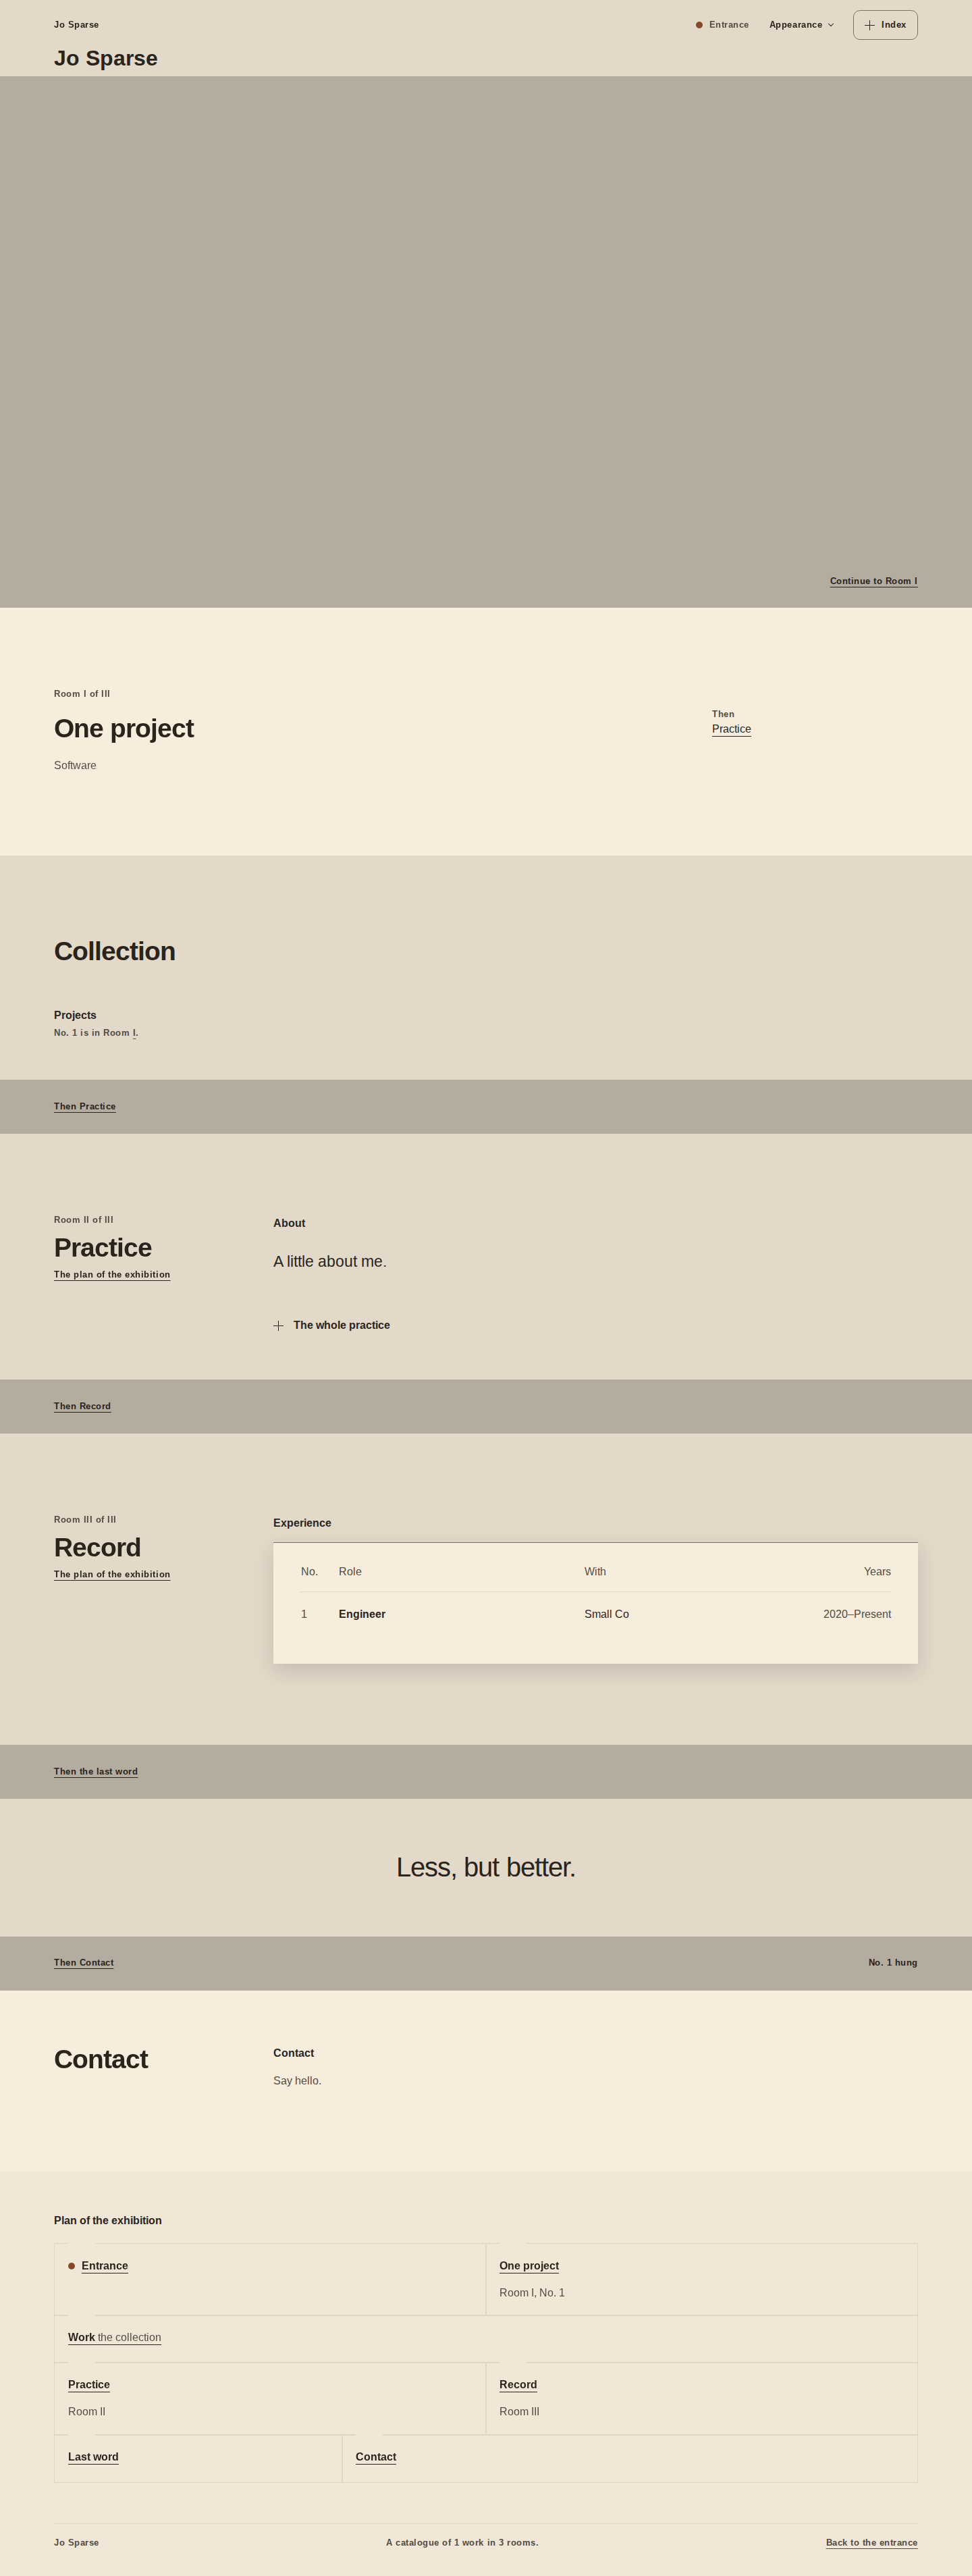 Jo Sparse
Entrance
Appearance
Index
Jo Sparse
Continue to Room I
Room I of III
One project
Software
Then
Practice
Collection
Projects
No. 1 is in Room I.
Then Practice
Room II of III
Practice
The plan of the exhibition
About
A little about me.
The whole practice
Then Record
Room III of III
Record
The plan of the exhibition
Experience
No. Role With Years
1 Engineer Small Co 2020–Present
Then the last word
Less, but better.
Then Contact
No. 1 hung
Contact
Contact
Say hello.
Plan of the exhibition
Entrance
One project
Room I, No. 1
Work the collection
Practice
Room II
Record
Room III
Last word
Contact
Jo Sparse
A catalogue of 1 work in 3 rooms.
Back to the entrance